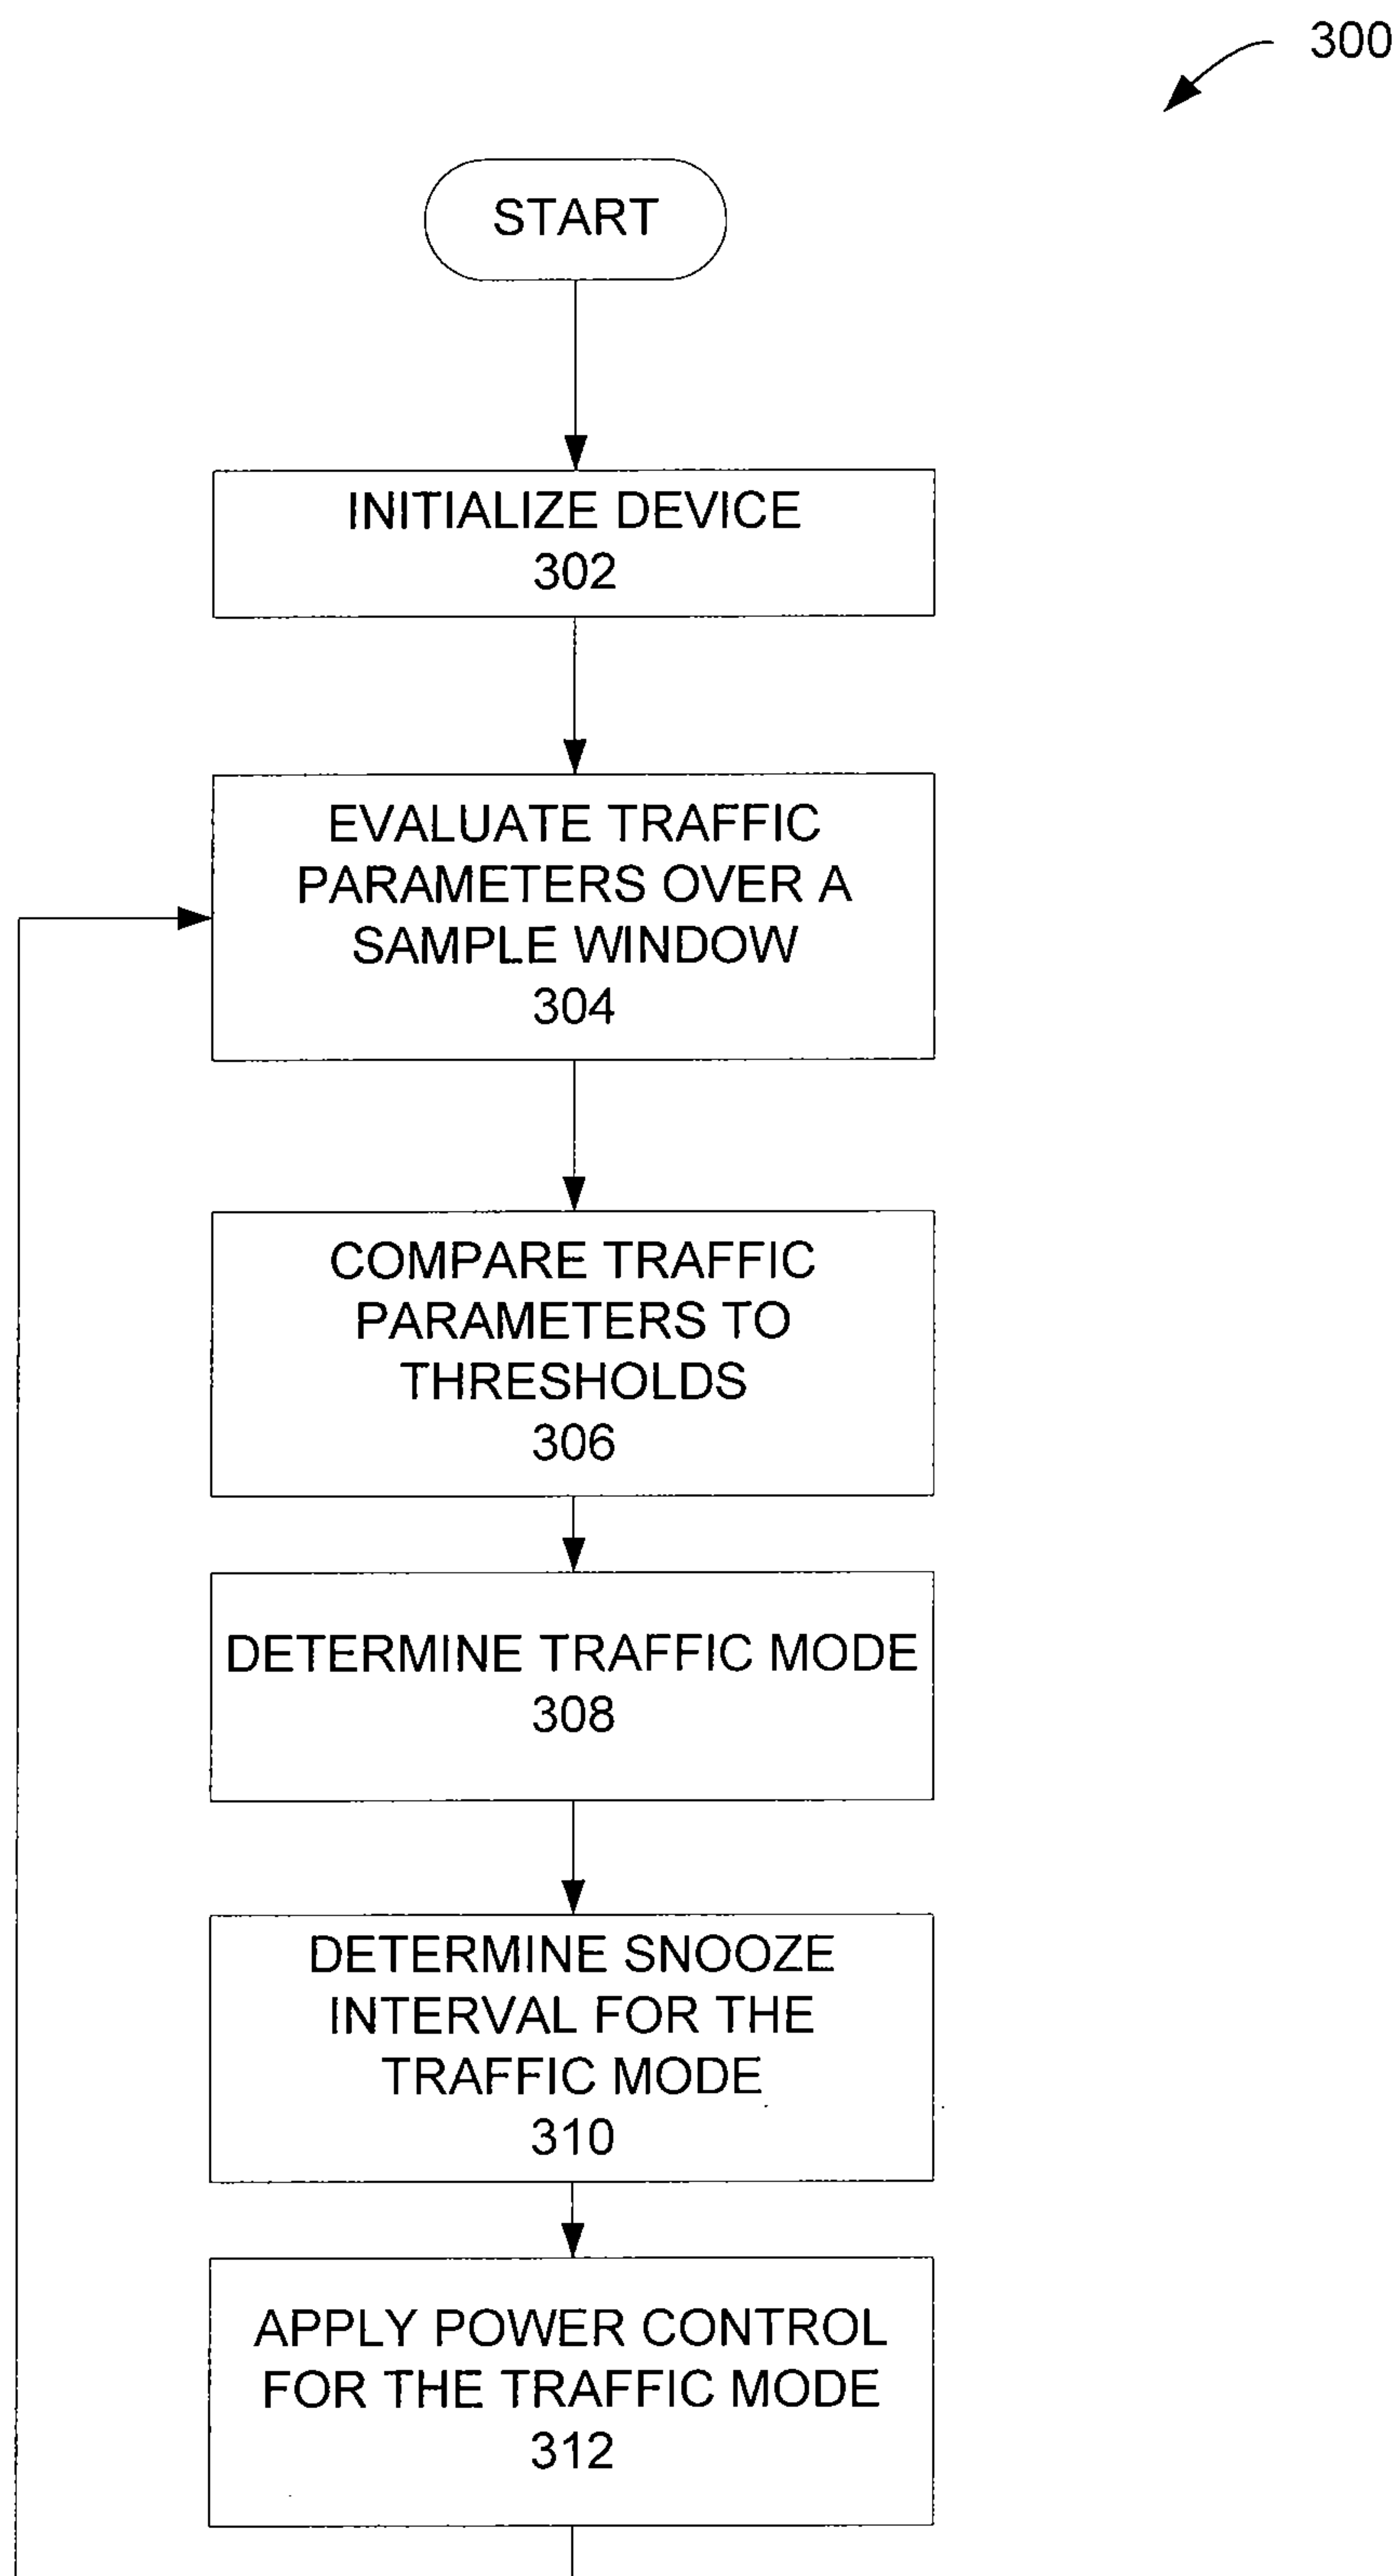 300
START
INITIALIZE DEVICE
302
EVALUATE TRAFFIC
PARAMETERS OVER A
SAMPLE WINDOW
304
COMPARE TRAFFIC
PARAMETERS TO
THRESHOLDS
306
DETERMINE TRAFFIC MODE
308
DETERMINE SNOOZE
INTERVAL FOR THE
TRAFFIC MODE
310
APPLY POWER CONTROL
FOR THE TRAFFIC MODE
312